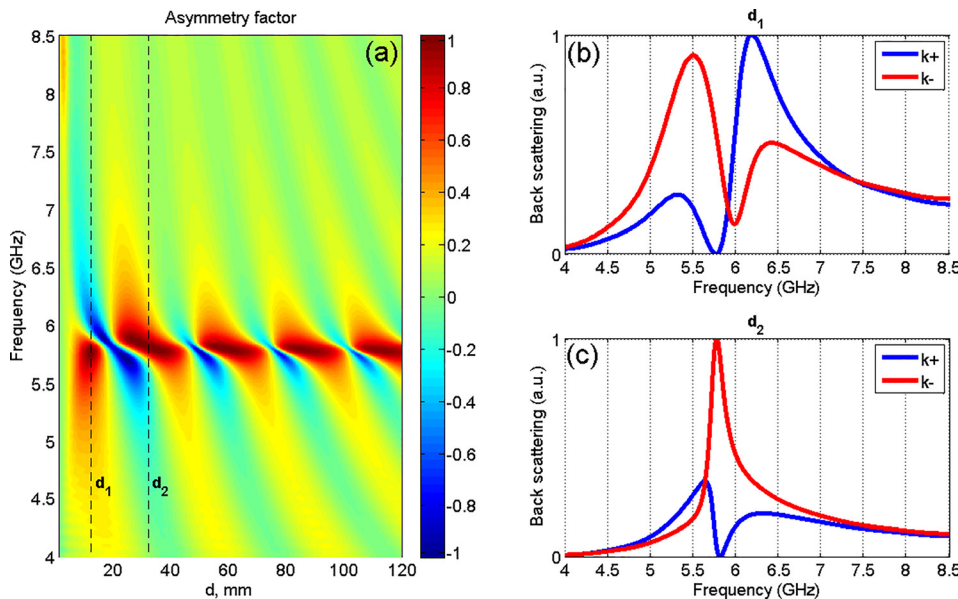 Asymmetry factor
(a)
8.5
8
7.5
7
6.5
6
5.5
5
4.5
4
Frequency (GHz)
d1
d2
20
40
60
80
100
120
d, mm
1
0.8
0.6
0.4
0.2
0
-0.2
-0.4
-0.6
-0.8
-1
d1
(b)
k+
k-
1
0
Back scattering (a.u.)
4 4.5 5 5.5 6 6.5 7 7.5 8 8.5
Frequency (GHz)
d2
(c)
k+
k-
1
0
Back scattering (a.u.)
4 4.5 5 5.5 6 6.5 7 7.5 8 8.5
Frequency (GHz)